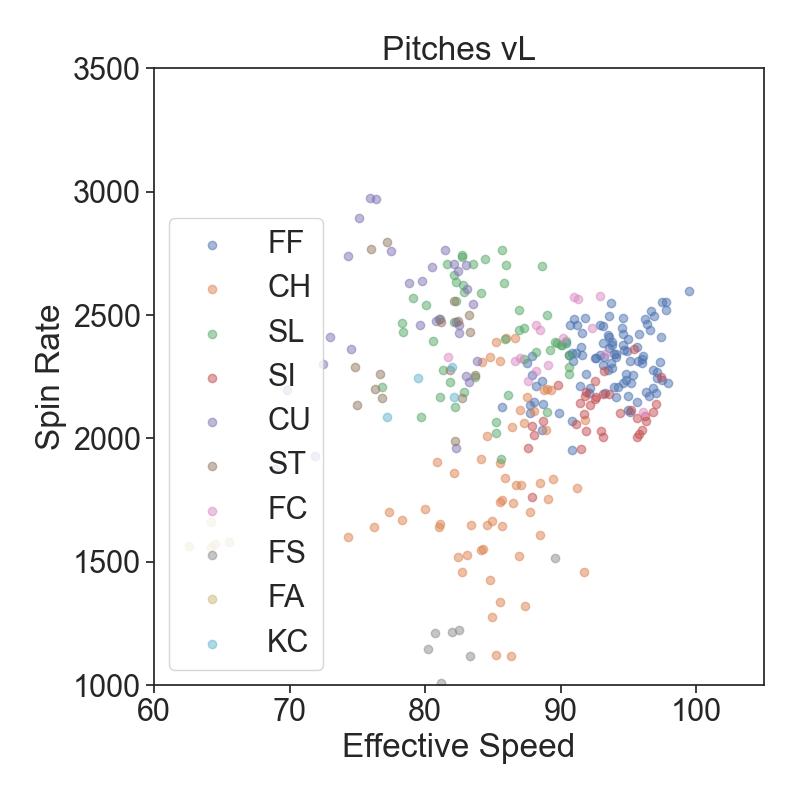 Pitches vL
3500
3000
2500
2000
1500
1000
Spin Rate
FF
CH
SL
SI
CU
ST
FC
FS
FA
KC
60 70 80 90 100
Effective Speed